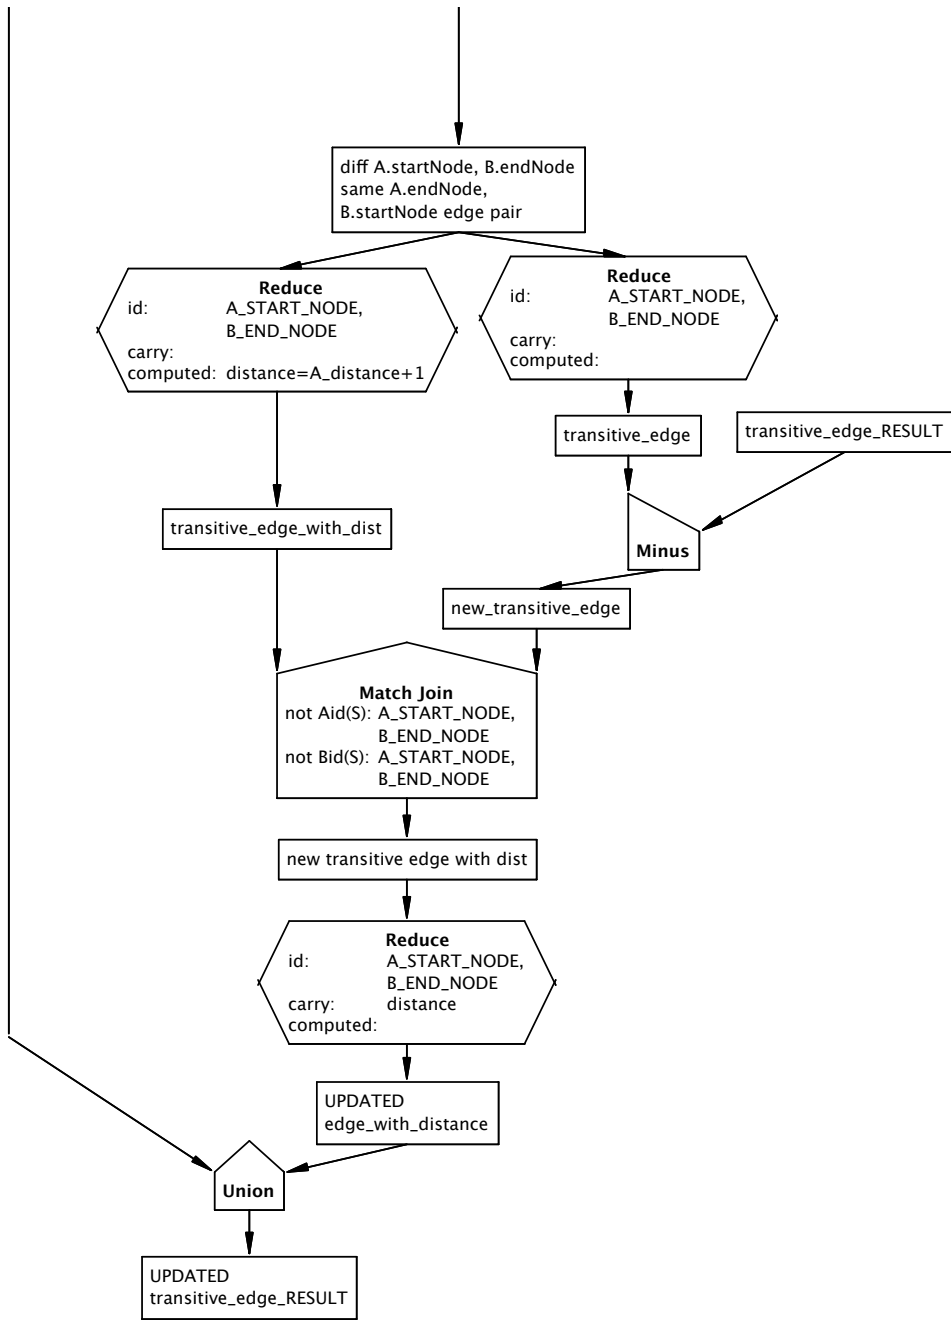 diff A.startNode, B.endNode
same A.endNode,
B.startNode edge pair
Reduce
id: A_START_NODE,
B_END_NODE
carry:
computed: distance=A_distance+1
Reduce
id: A_START_NODE,
B_END_NODE
carry:
computed:
transitive_edge
transitive_edge_RESULT
transitive_edge_with_dist
Minus
new_transitive_edge
Match Join
not Aid(S): A_START_NODE,
B_END_NODE
not Bid(S): A_START_NODE,
B_END_NODE
new transitive edge with dist
Reduce
id: A_START_NODE,
B_END_NODE
carry: distance
computed:
UPDATED
edge_with_distance
Union
UPDATED
transitive_edge_RESULT